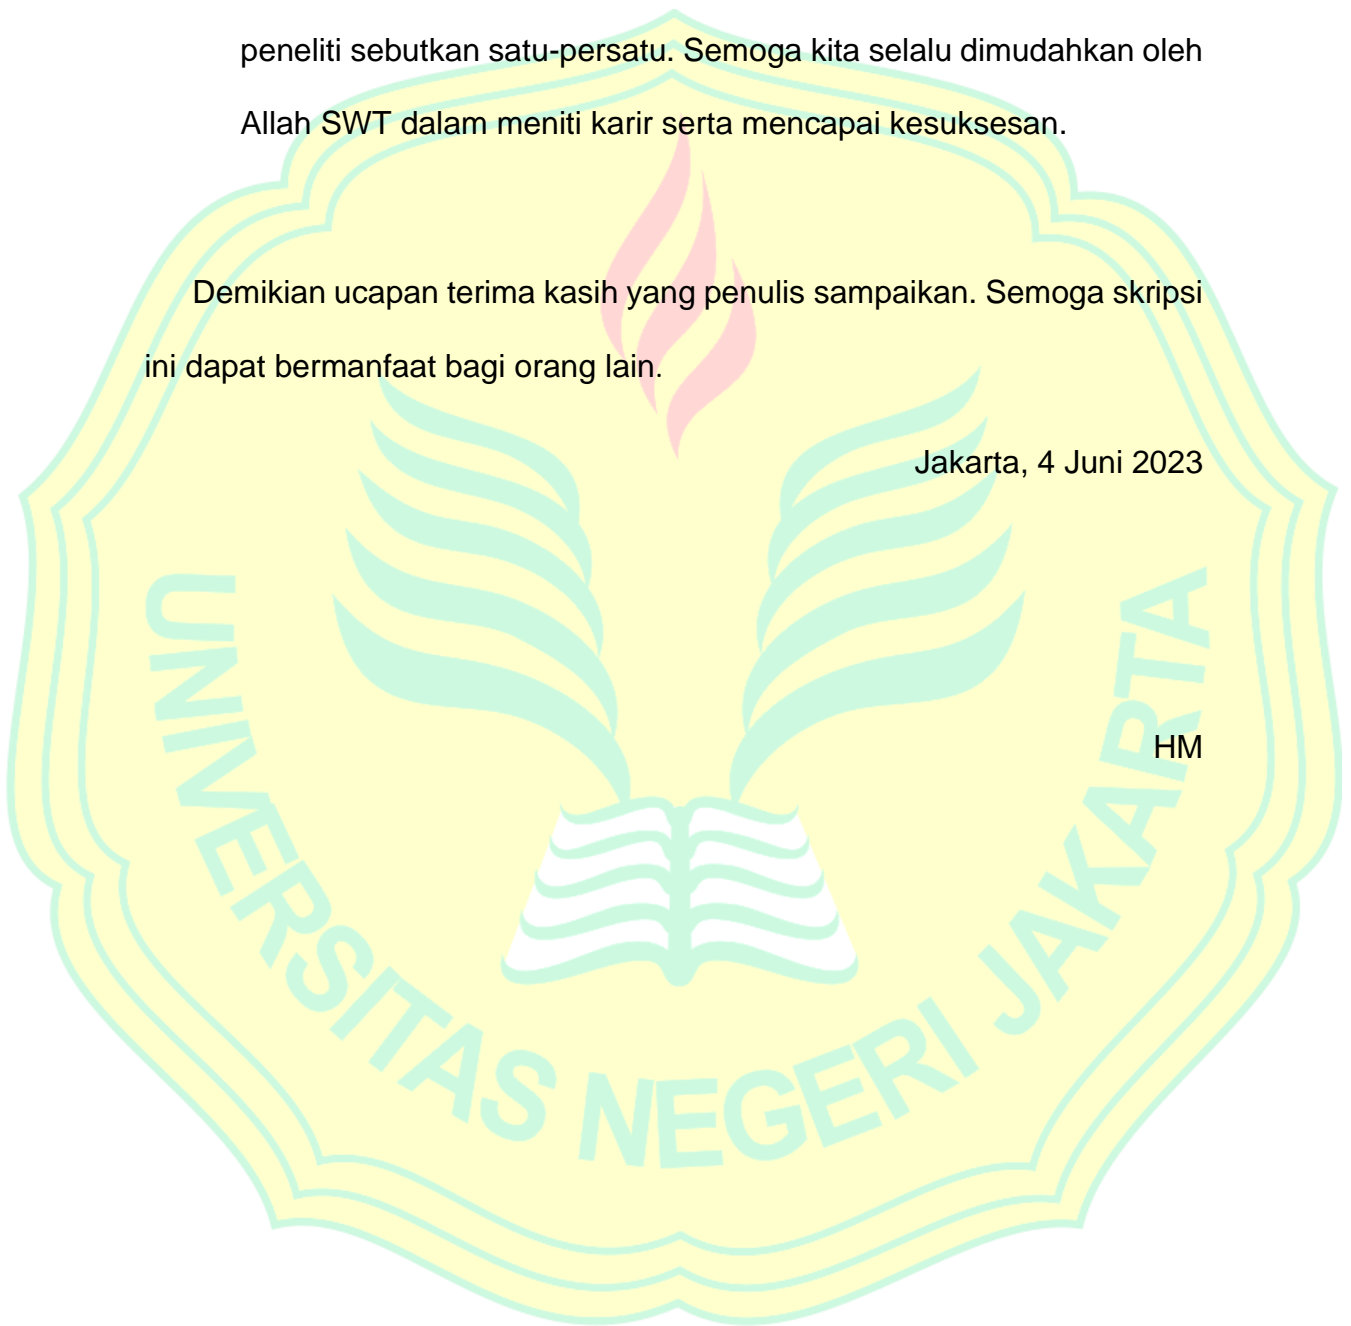 peneliti sebutkan satu-persatu. Semoga kita selalu dimudahkan oleh
Allah SWT dalam meniti karir serta mencapai kesuksesan.
Demikian ucapan terima kasih yang penulis sampaikan. Semoga skripsi
ini dapat bermanfaat bagi orang lain.
Jakarta, 4 Juni 2023
HM
UNIVERSITAS NEGERI JAKARTA